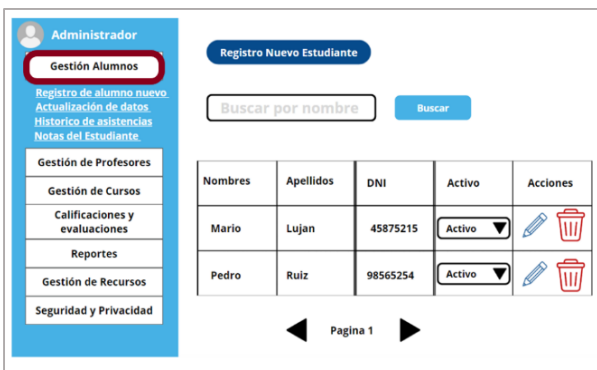 Administrador
Gestión Alumnos
Registro de alumno nuevo
Actualización de datos
Historico de asistencias
Notas del Estudiante
Gestión de Profesores
Gestión de Cursos
Calificaciones y
evaluaciones
Reportes
Gestión de Recursos
Seguridad y Privacidad
Registro Nuevo Estudiante
Buscar por nombre Buscar
Nombres Apellidos DNI Activo Acciones
Mario Lujan 45875215 Activo
Pedro Ruiz 98565254 Activo
Pagina 1